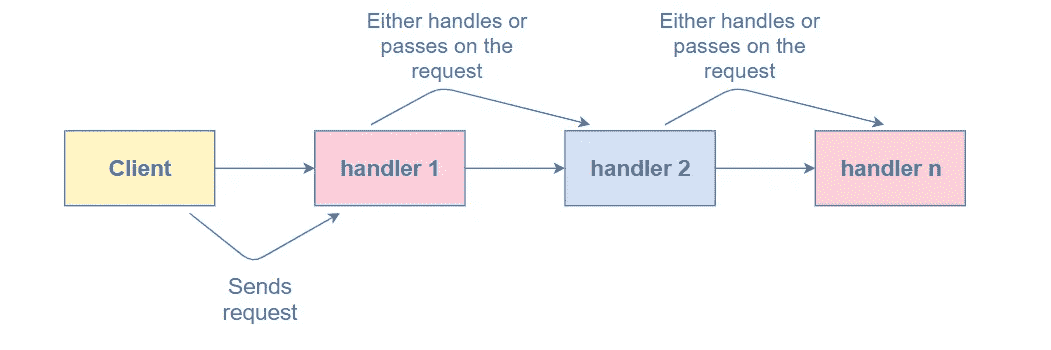 Either handles or
passes on the
request
Either handles or
passes on the
request
Client
handler 1
handler 2
handler n
Sends
request